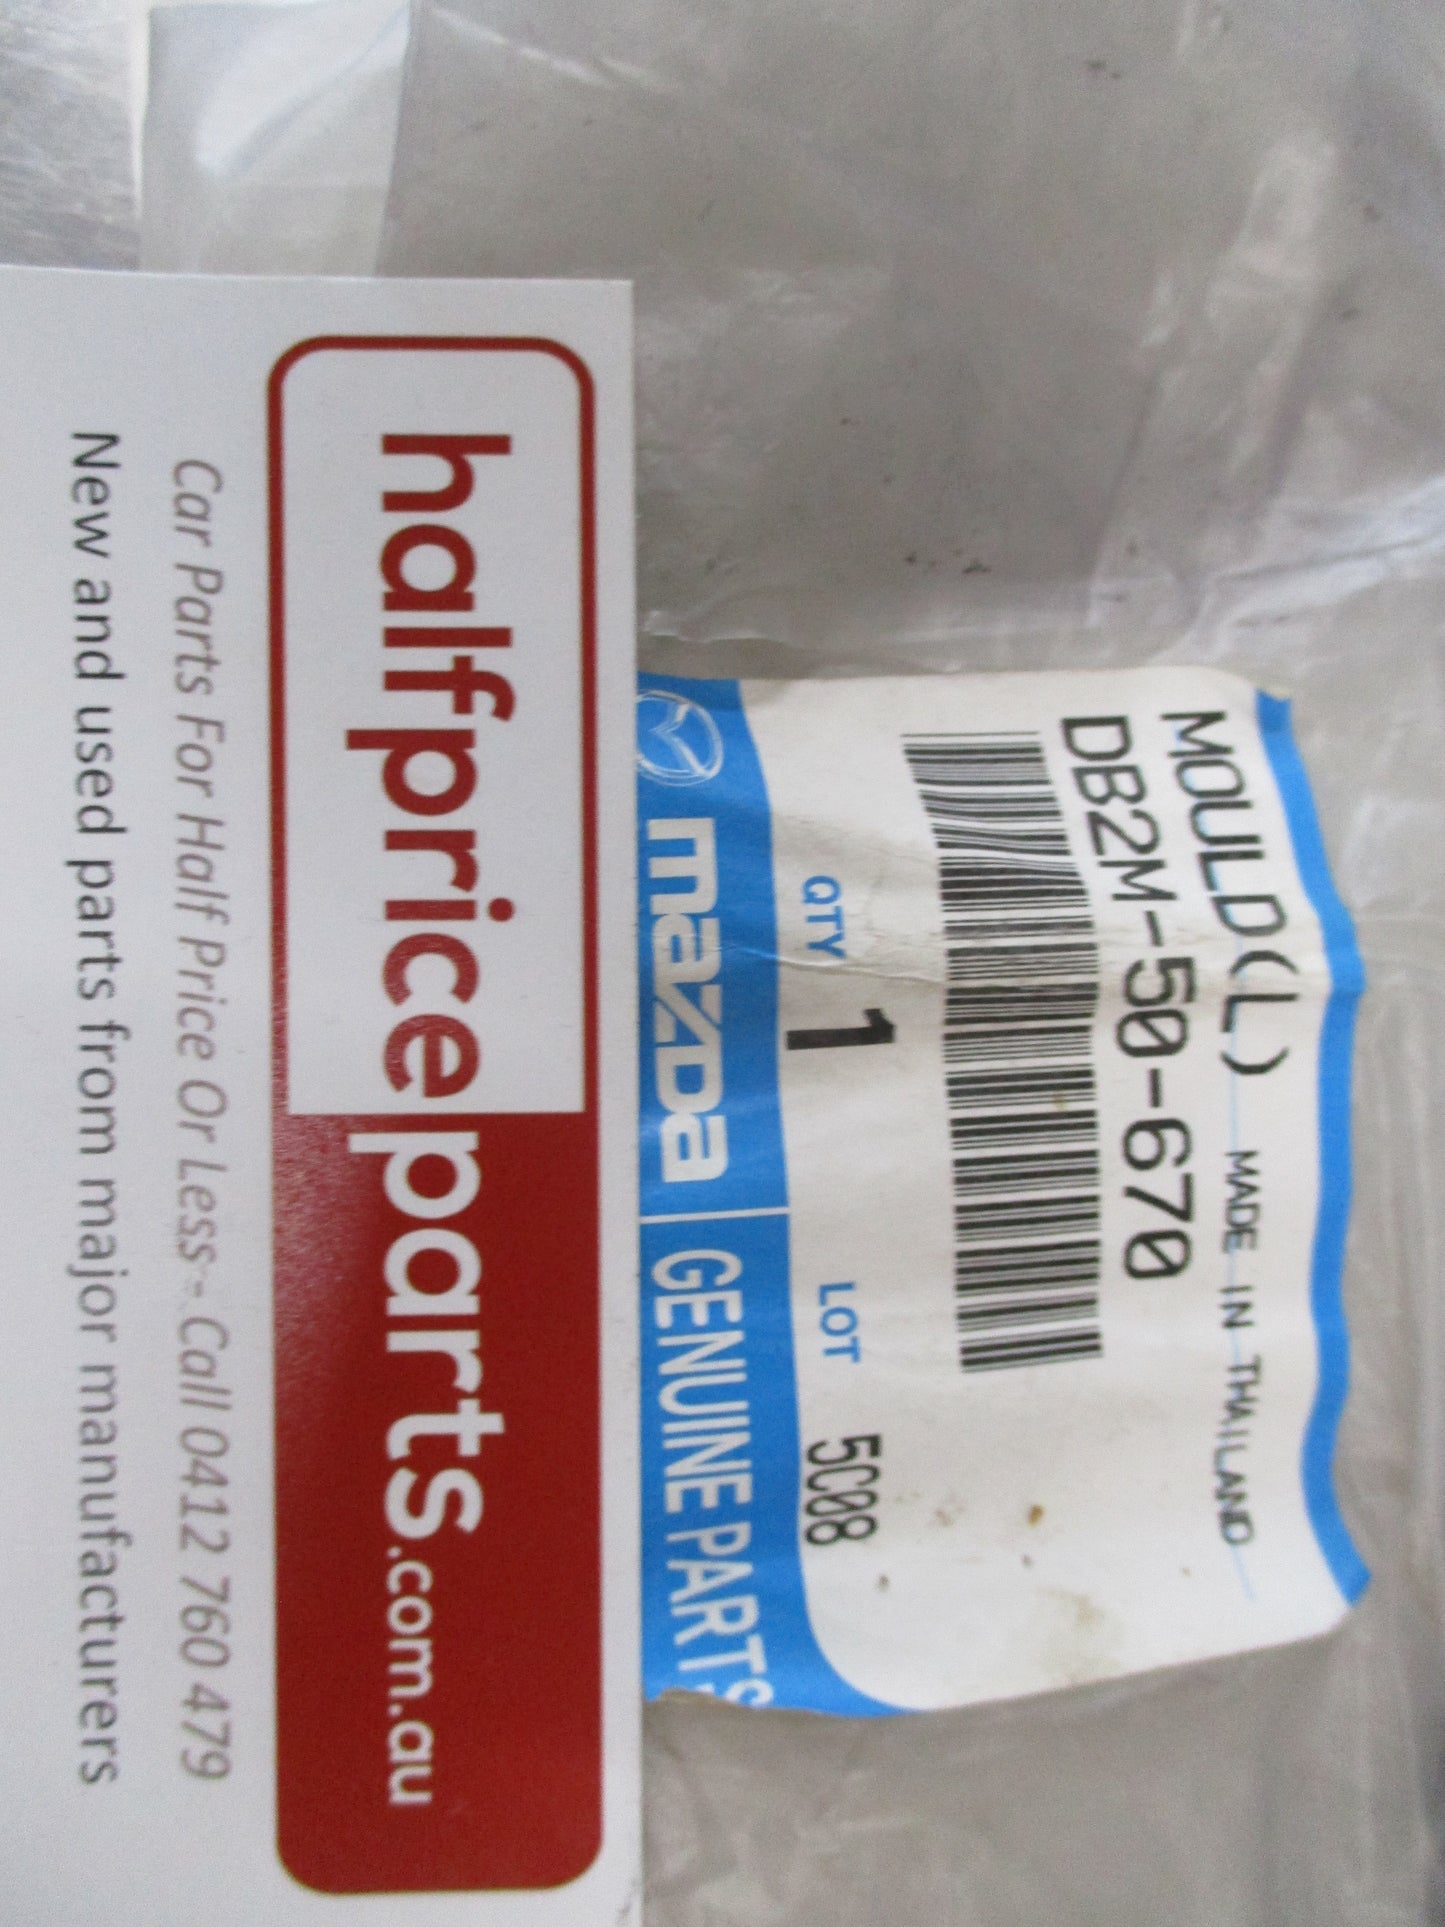 MOULD(L) MADE IN THAILAND
DB2M-50-670
QTY 1 LOT 5C08
mazda GENUINE PARTS
halfpriceparts.com.au
Car Parts For Half Price Or Less - Call 0412 760 479
New and used parts from major manufacturers